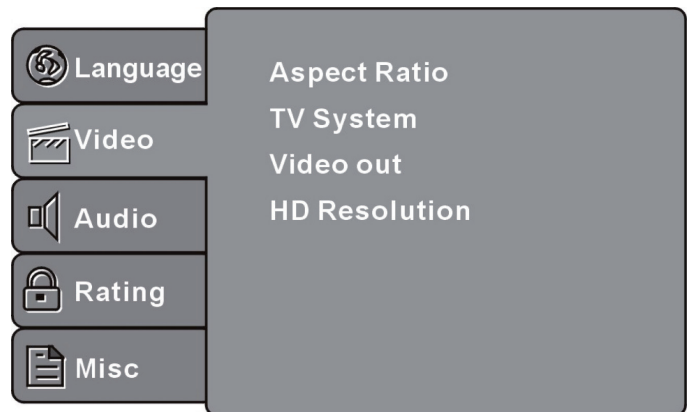 Language
Video
Audio
Rating
Misc
Aspect Ratio
TV System
Video out
HD Resolution